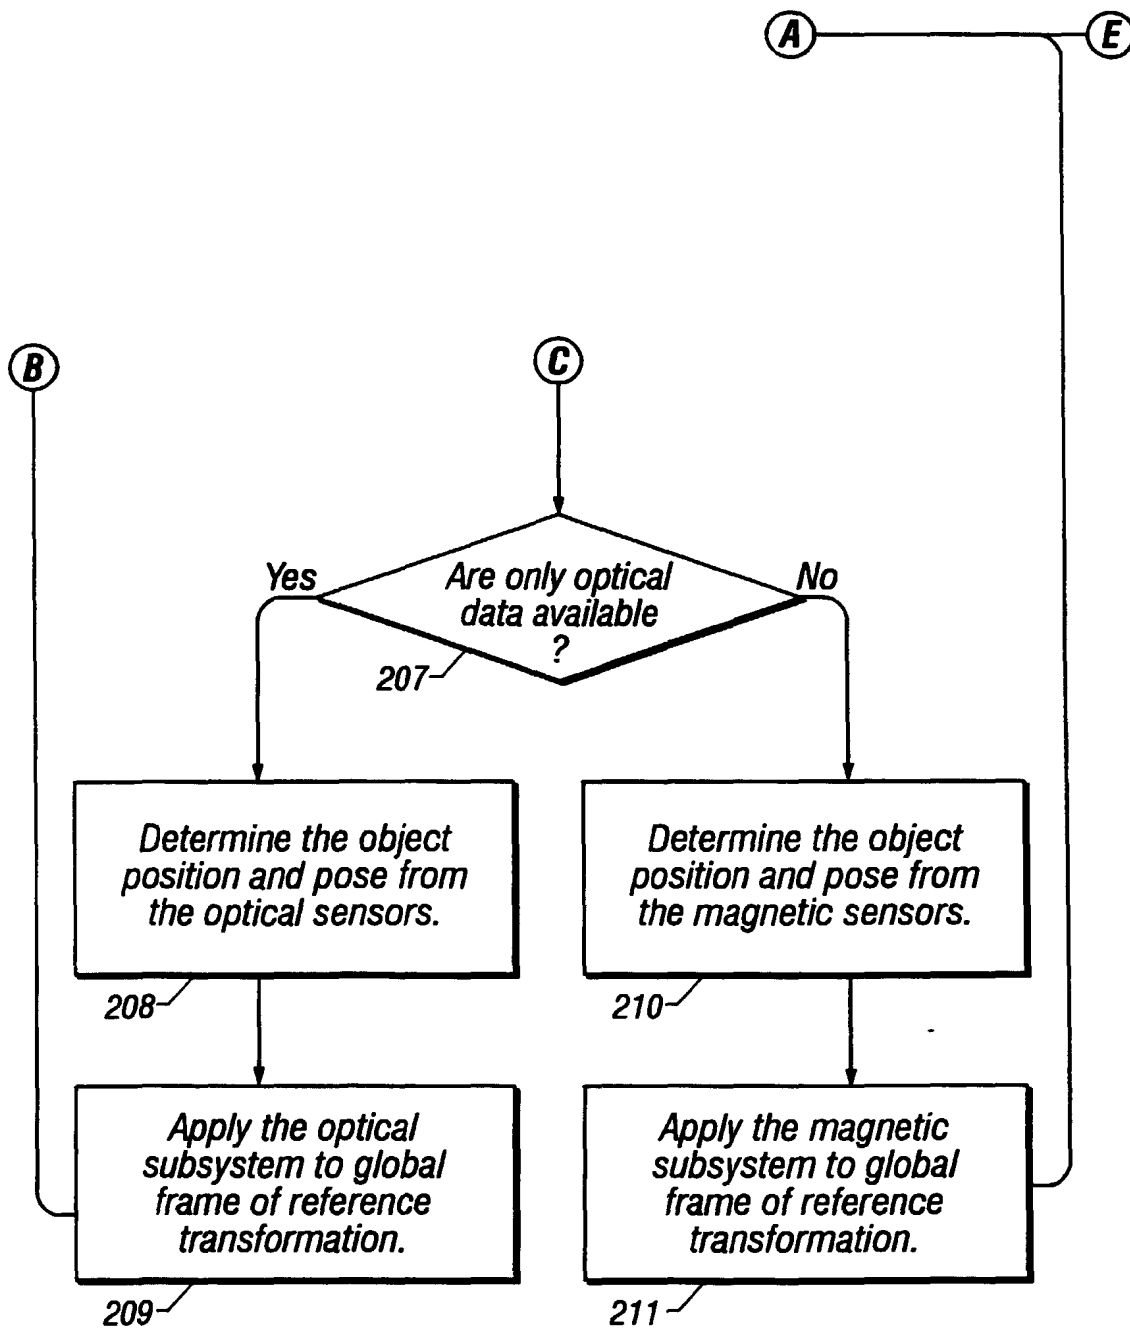 A
E
B
C
Yes
No
Are only optical
data available
?
207
Determine the object
position and pose from
the optical sensors.
208
Determine the object
position and pose from
the magnetic sensors.
210
Apply the optical
subsystem to global
frame of reference
transformation.
209
Apply the magnetic
subsystem to global
frame of reference
transformation.
211